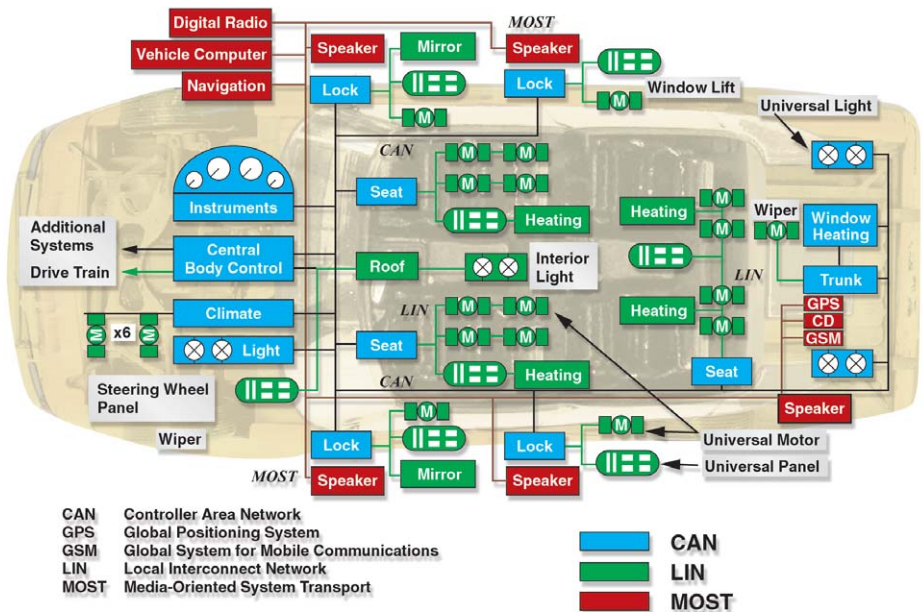 Digital Radio
Vehicle Computer
Navigation
MOST
Speaker
Mirror
Speaker
Lock
Lock
M
M
Window Lift
Universal Light
CAN
M
M
Instruments
Seat
M
M
M
Heating
Heating
M
Wiper
M
Window
Heating
Additional
Systems
Central
Body Control
Drive Train
Roof
Interior
Light
LIN
Trunk
Climate
LIN
M
M
M
GPS
M
x6
M
CD
Light
Seat
M
M
Heating
M
GSM
CAN
Heating
Seat
Steering Wheel
Panel
Speaker
Wiper
M
M
Lock
Lock
Universal Motor
MOST
Speaker
Mirror
Speaker
Universal Panel
CAN Controller Area Network
GPS Global Positioning System
GSM Global System for Mobile Communications
LIN Local Interconnect Network
MOST Media-Oriented System Transport
CAN
LIN
MOST